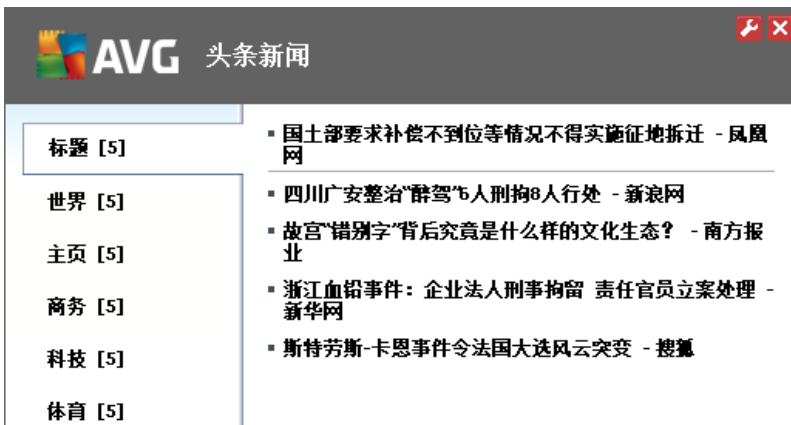 AVG 头条新闻
标题 [5]
世界 [5]
主页 [5]
商务 [5]
科技 [5]
体育 [5]
国土部要求补偿不到位等情况不得实施征地拆迁 - 凤凰
网
四川广安整治"醉驾"6人刑拘8人行处 - 新浪网
故宫"错别字"背后究竟是什么样的文化生态? - 南方报
业
浙江血铅事件: 企业法人刑事拘留 责任官员立案处理 -
新华网
斯特劳斯-卡恩事件令法国大选风云突变 - 搜狐